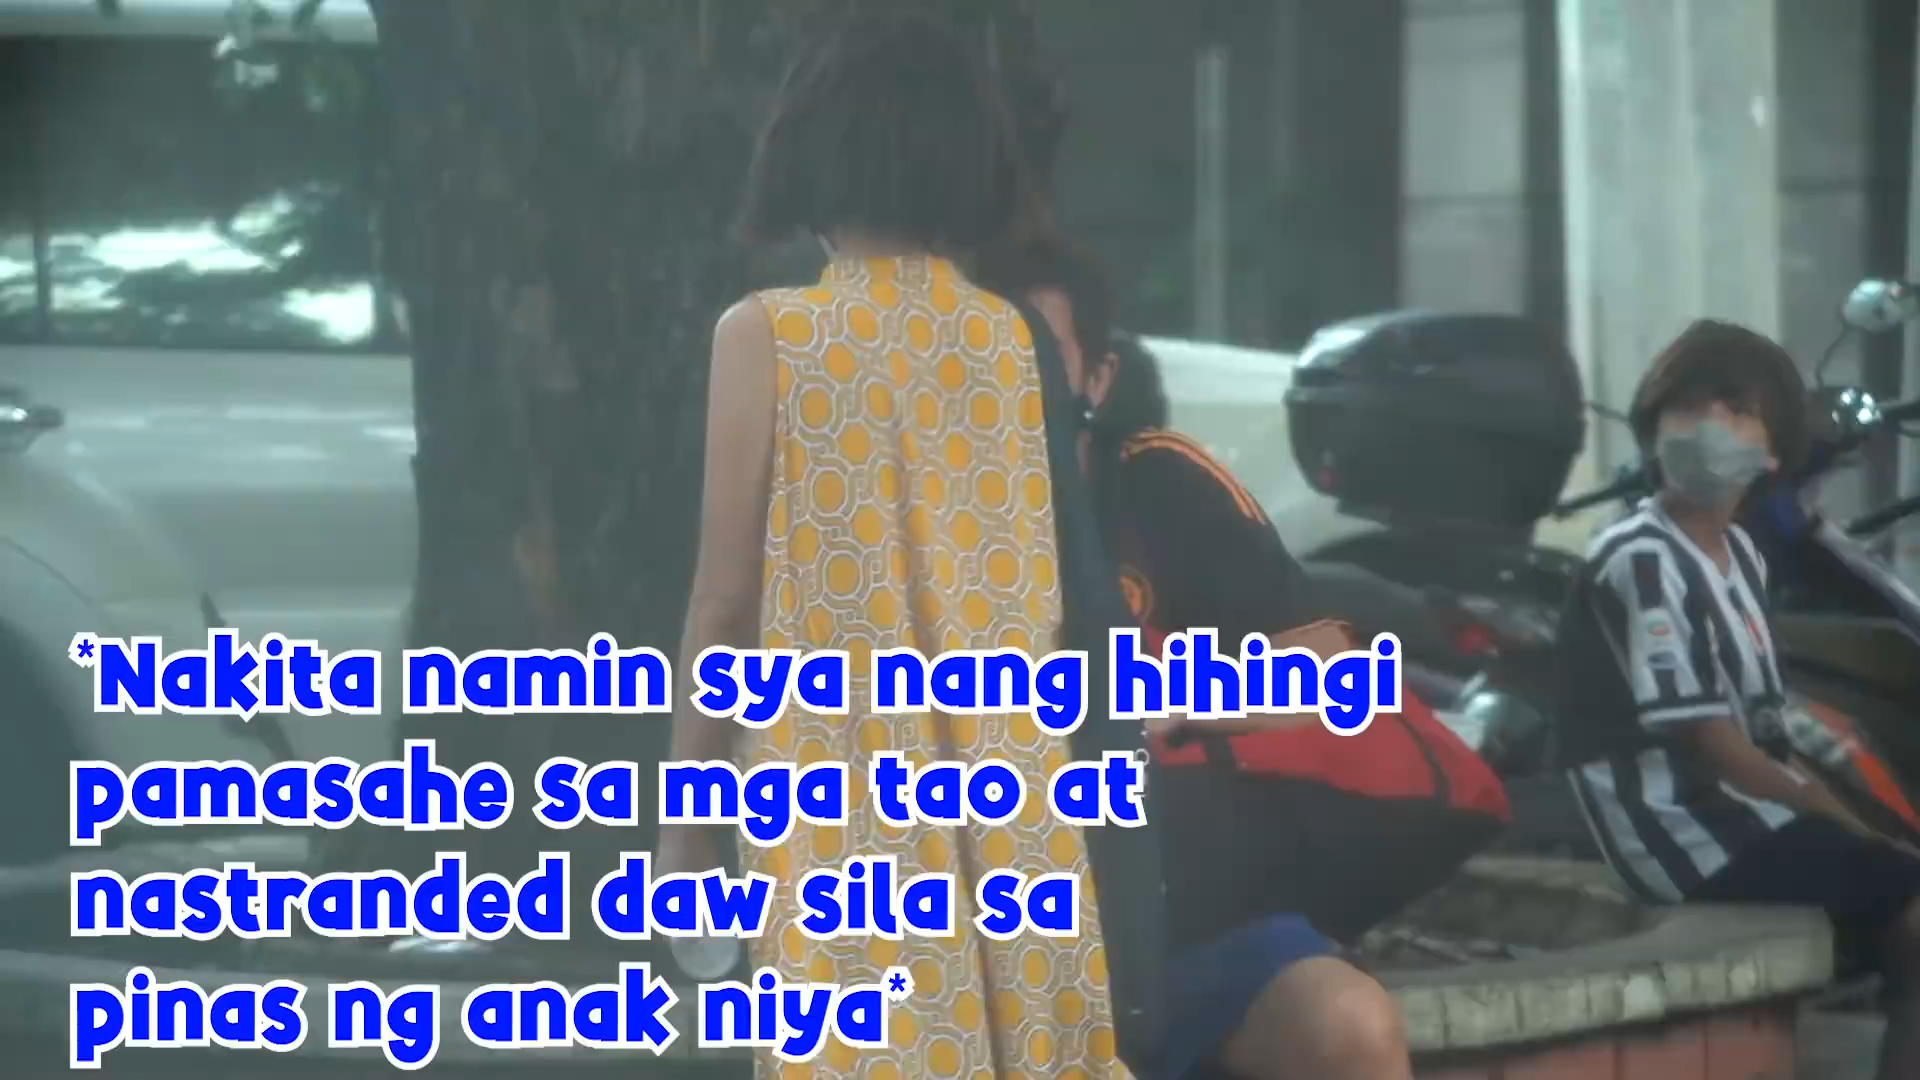 *Nakita namin sya nang hihingi
pamasahe sa mga tao at
nastranded daw sila sa
pinas ng anak niya*